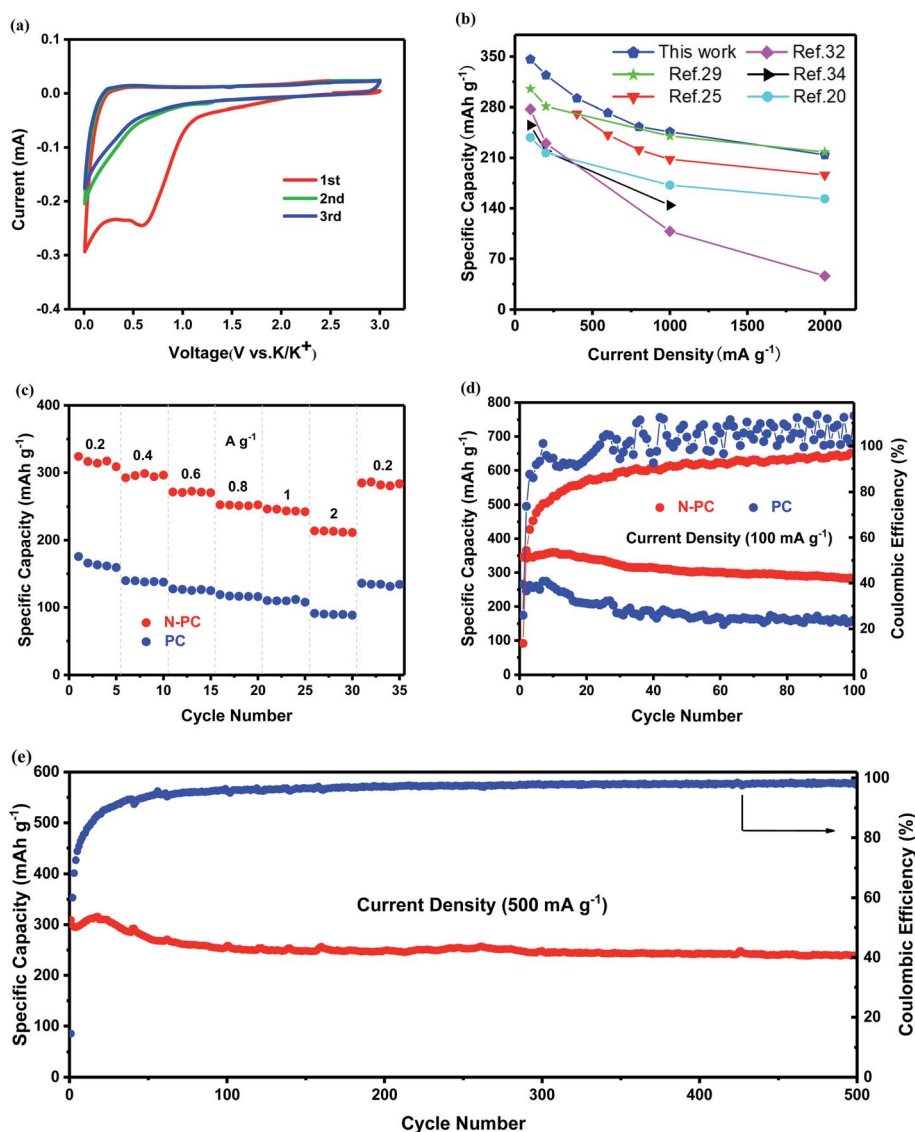 (a)
0.1
0.0
-0.1
-0.2
-0.3
-0.4
Current (mA)
1st
2nd
3rd
0.0 0.5 1.0 1.5 2.0 2.5 3.0
Voltage(V vs.K/K+)
(b)
350
280
210
140
70
0
Specific Capacity(mAh g-1)
This work Ref.32
Ref.29 Ref.34
Ref.25 Ref.20
0 500 1000 1500 2000
Current Density(mA g-1)
(c)
400
300
200
100
0
Specific Capacity (mAh g-1)
A g-1
0.2 0.4 0.6 0.8 1 2 0.2
N-PC
PC
0 5 10 15 20 25 30 35
Cycle Number
(d)
800
700
600
500
400
300
200
100
0
Specific Capacity (mAh g-1)
N-PC PC
Current Density (100 mA g-1)
100
80
60
40
20
0
Coulombic Efficiency (%)
0 20 40 60 80 100
Cycle Number
(e)
600
500
400
300
200
100
0
Specific Capacity (mAh g-1)
Current Density (500 mA g-1)
100
80
60
40
20
0
Coulombic Efficiency (%)
0 100 200 300 400 500
Cycle Number